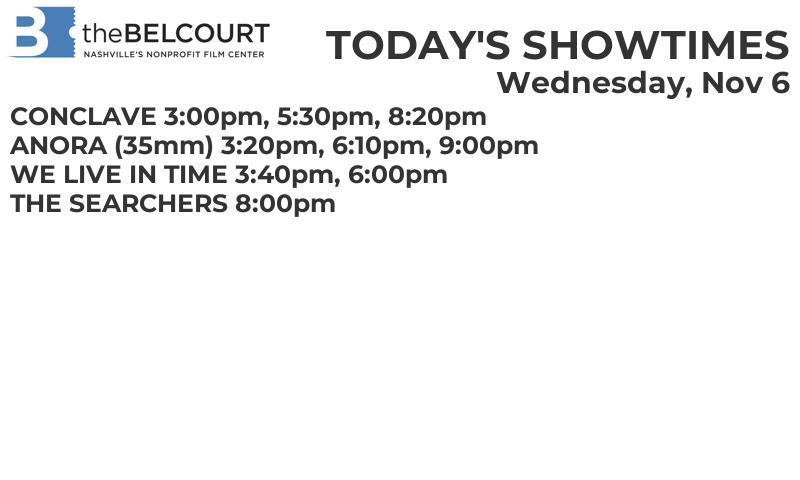 B theBELCOURT
NASHVILLE'S NONPROFIT FILM CENTER
TODAY'S SHOWTIMES
Wednesday, Nov 6
CONCLAVE 3:00pm, 5:30pm, 8:20pm
ANORA (35mm) 3:20pm, 6:10pm, 9:00pm
WE LIVE IN TIME 3:40pm, 6:00pm
THE SEARCHERS 8:00pm